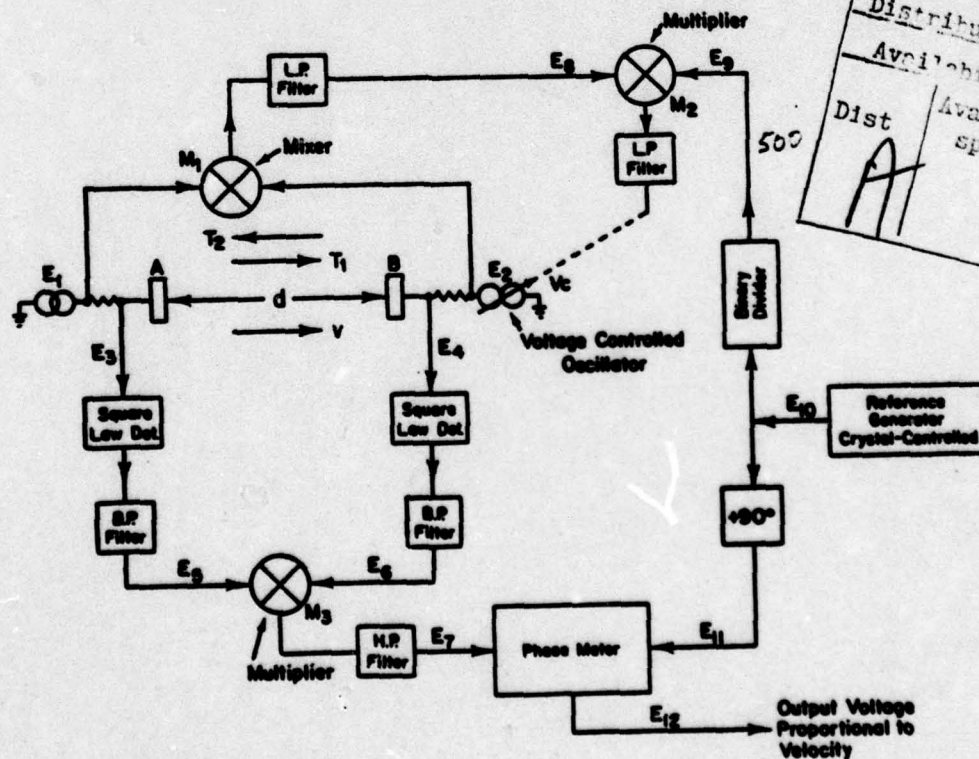 Multiplier
L.P.
Filter
E8
E9
M2
M1
Mixer
L.P.
Filter
500
Dist
T2
T1
E1
A
d
B
E2
Vc
V
Voltage Controlled
Oscillator
E3
E4
Binary
Divider
Square
Law Det.
Square
Law Det.
E10
Reference
Generator
Crystal-Controlled
B.P.
Filter
B.P.
Filter
+90°
E5
E6
M3
Multiplier
H.P.
Filter
E7
Phase Meter
E11
E12
Output Voltage
Proportional to
Velocity